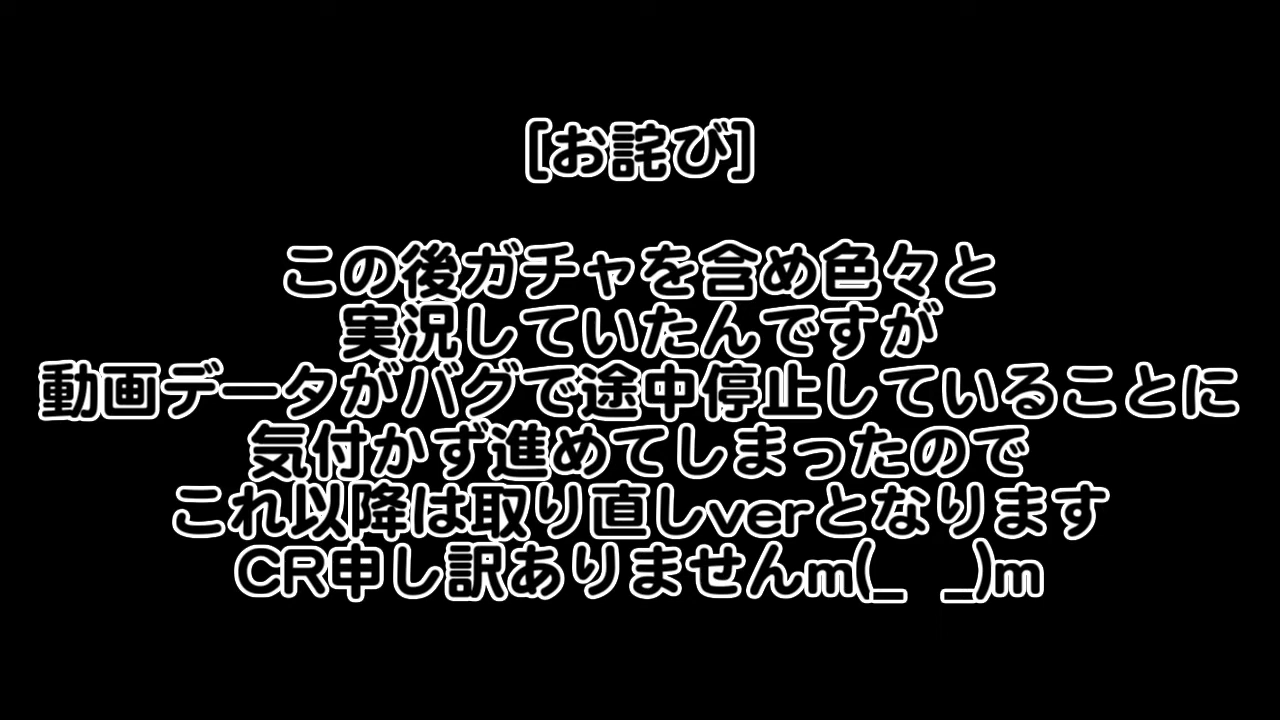 [お詫び]
この後ガチャを含め色々と
実況していたんですが
動画データがバグで途中停止していることに
気付かず進めてしまったので
これ以降は取り直しverとなります
CR申し訳ありませんm(_ _)m